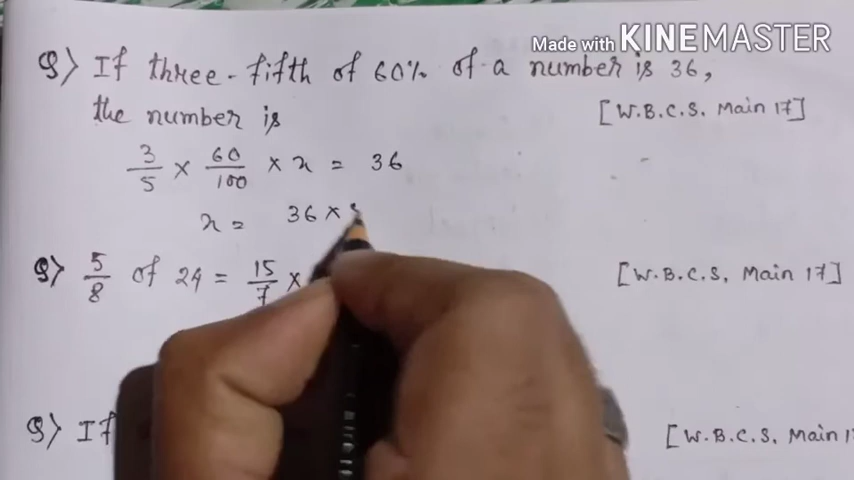 Made with KINEMASTER
Q) If three-fifth of 60% of a number is 36,
the number is [W.B.C.S. Main 17]
3/5 × 60/100 × x = 36
x = 36 ×
Q) 5/8 of 24 = 15/7 × [W.B.C.S, Main 17]
Q) If [W.B.C.S, Main